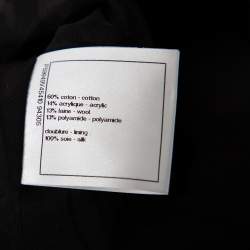 60% coton - cotton
14% acrylique - acrylic
13% laine - wool
13% polyamide - polyamide
doublure - lining
100% soie - silk